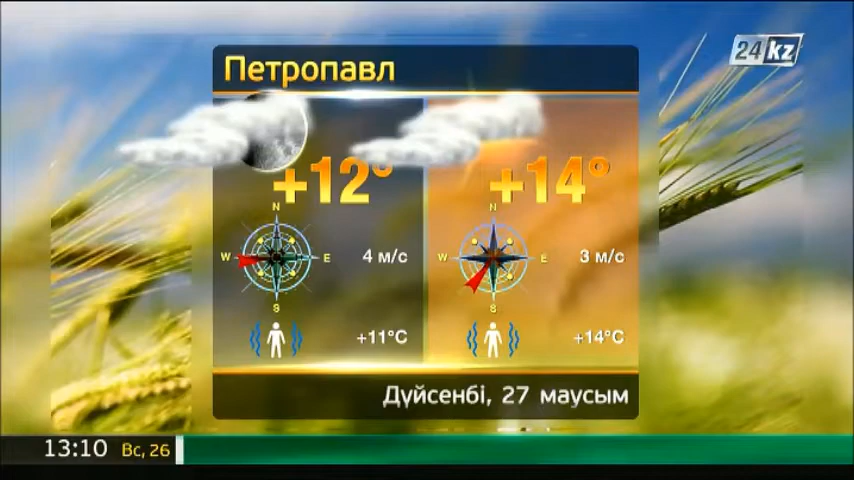 24kz
Петропавл
+12° +14°
N N
W E W E
4 м/с 3 м/с
S S
+11°C +14°C
Дүйсенбі, 27 маусым
13:10 Вс, 26